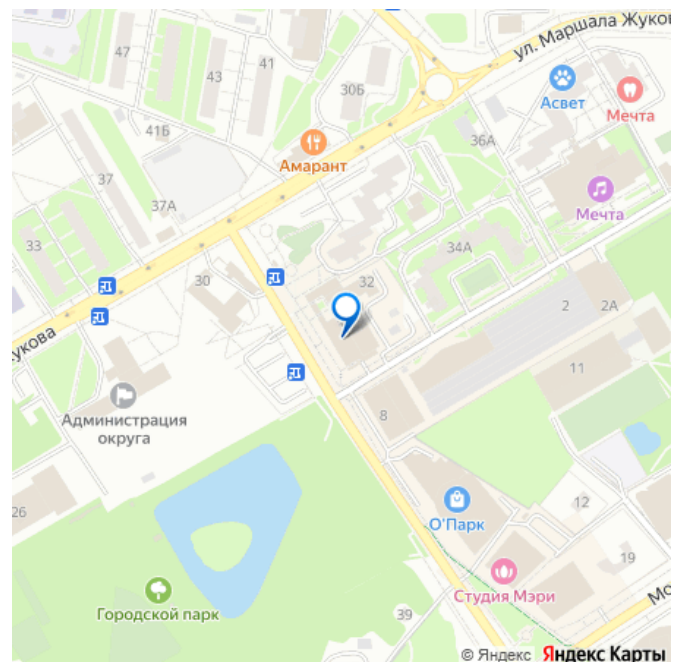 ул. Маршала Жуков
47
43
41
30Б
Асвет
Мечта
41Б
Амарант
36А
37
37А
Мечта
33
34А
30
32
2
2А
укова
11
Администрация
округа
8
26
О'Парк
12
19
Студия Мэри
Городской парк
39
Мо
© Яндекс Яндекс Карты